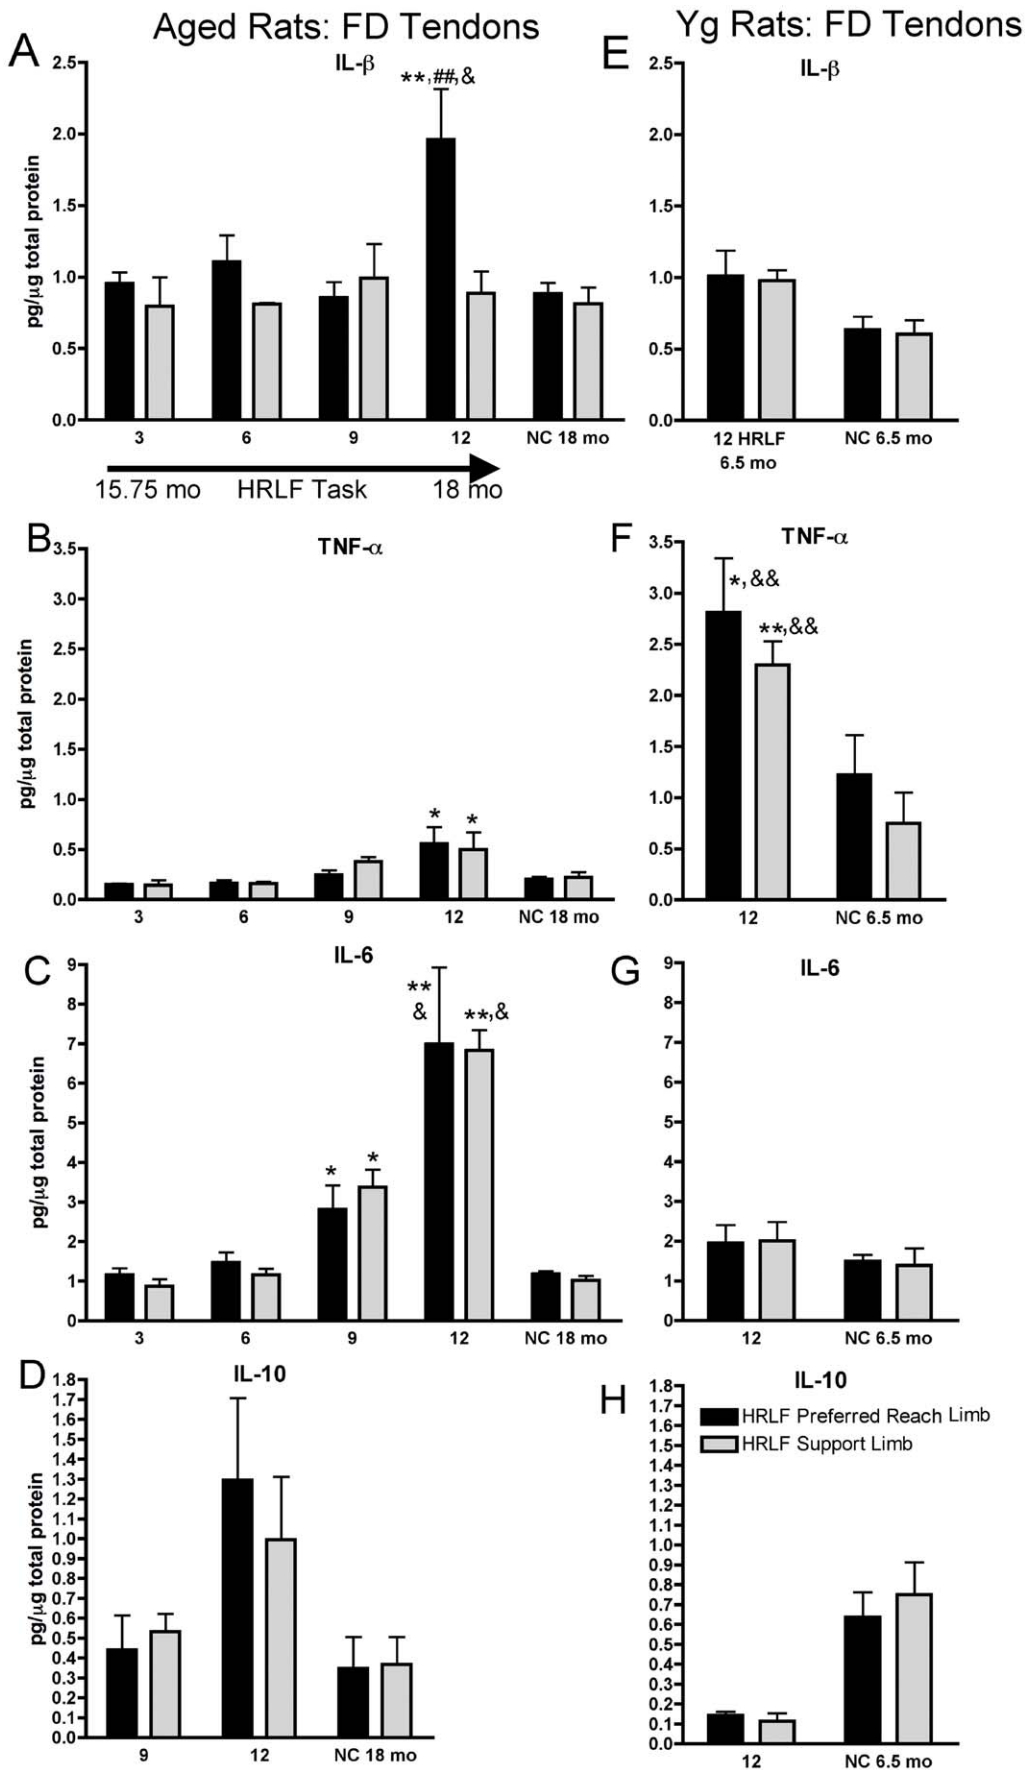 Aged Rats: FD Tendons
Yg Rats: FD Tendons
A
IL-β
**,##,&
pg/μg total protein
2.5
2.0
1.5
1.0
0.5
0.0
3 6 9 12 NC 18 mo
15.75 mo HRLF Task 18 mo
E
IL-β
2.5
2.0
1.5
1.0
0.5
0.0
12 HRLF NC 6.5 mo
6.5 mo
B
TNF-α
pg/μg total protein
3.5
3.0
2.5
2.0
1.5
1.0
0.5
0.0
* *
3 6 9 12 NC 18 mo
F
TNF-α
3.5
3.0
2.5
2.0
1.5
1.0
0.5
0.0
*,&&
**,&&
12 NC 6.5 mo
C
IL-6
pg/μg total protein
9
8
7
6
5
4
3
2
1
0
* *
**
&
**,&
3 6 9 12 NC 18 mo
G
IL-6
9
8
7
6
5
4
3
2
1
0
12 NC 6.5 mo
D
IL-10
pg/μg total protein
1.8
1.7
1.6
1.5
1.4
1.3
1.2
1.1
1.0
0.9
0.8
0.7
0.6
0.5
0.4
0.3
0.2
0.1
0.0
9 12 NC 18 mo
H
IL-10
HRLF Preferred Reach Limb
HRLF Support Limb
1.8
1.7
1.6
1.5
1.4
1.3
1.2
1.1
1.0
0.9
0.8
0.7
0.6
0.5
0.4
0.3
0.2
0.1
0.0
12 NC 6.5 mo